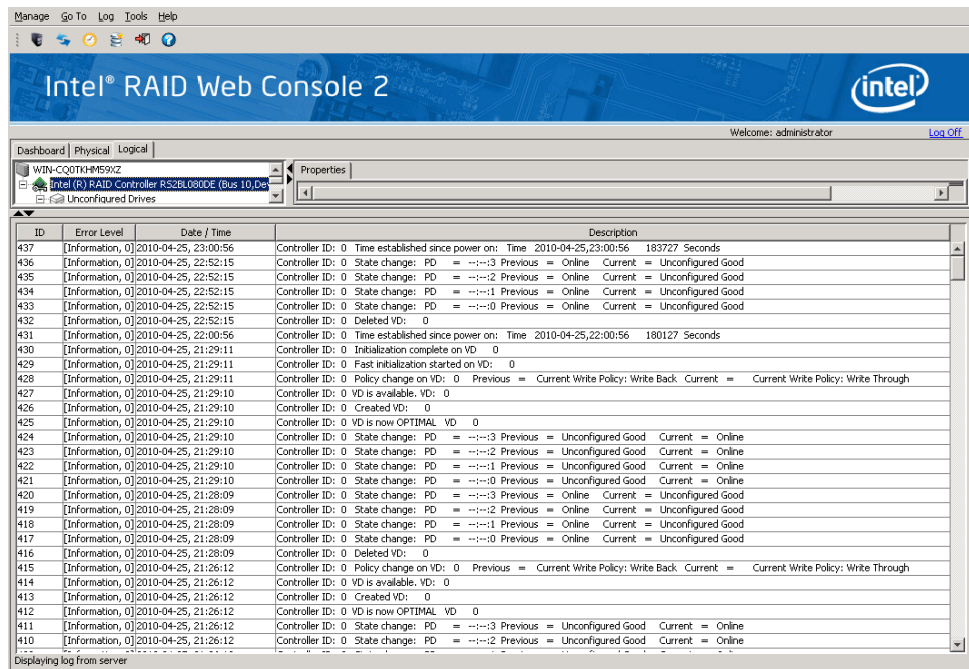 Manage Go To Log Tools Help
Intel® RAID Web Console 2
intel
Welcome: administrator Log Off
Dashboard Physical Logical
WIN-CQ0TKHM59XZ Properties
Intel (R) RAID Controller RS2BL080DE (Bus 10,De
Unconfigured Drives
ID Error Level Date / Time Description
437 [Information, 0] 2010-04-25, 23:00:56 Controller ID: 0 Time established since power on: Time 2010-04-25,23:00:56 183727 Seconds
436 [Information, 0] 2010-04-25, 22:52:15 Controller ID: 0 State change: PD = --:--:3 Previous = Online Current = Unconfigured Good
435 [Information, 0] 2010-04-25, 22:52:15 Controller ID: 0 State change: PD = --:--:2 Previous = Online Current = Unconfigured Good
434 [Information, 0] 2010-04-25, 22:52:15 Controller ID: 0 State change: PD = --:--:1 Previous = Online Current = Unconfigured Good
433 [Information, 0] 2010-04-25, 22:52:15 Controller ID: 0 State change: PD = --:--:0 Previous = Online Current = Unconfigured Good
432 [Information, 0] 2010-04-25, 22:52:15 Controller ID: 0 Deleted VD: 0
431 [Information, 0] 2010-04-25, 22:00:56 Controller ID: 0 Time established since power on: Time 2010-04-25,22:00:56 180127 Seconds
430 [Information, 0] 2010-04-25, 21:29:11 Controller ID: 0 Initialization complete on VD 0
429 [Information, 0] 2010-04-25, 21:29:11 Controller ID: 0 Fast initialization started on VD: 0
428 [Information, 0] 2010-04-25, 21:29:11 Controller ID: 0 Policy change on VD: 0 Previous = Current Write Policy: Write Back Current = Current Write Policy: Write Through
427 [Information, 0] 2010-04-25, 21:29:10 Controller ID: 0 VD is available. VD: 0
426 [Information, 0] 2010-04-25, 21:29:10 Controller ID: 0 Created VD: 0
425 [Information, 0] 2010-04-25, 21:29:10 Controller ID: 0 VD is now OPTIMAL VD 0
424 [Information, 0] 2010-04-25, 21:29:10 Controller ID: 0 State change: PD = --:--:3 Previous = Unconfigured Good Current = Online
423 [Information, 0] 2010-04-25, 21:29:10 Controller ID: 0 State change: PD = --:--:2 Previous = Unconfigured Good Current = Online
422 [Information, 0] 2010-04-25, 21:29:10 Controller ID: 0 State change: PD = --:--:1 Previous = Unconfigured Good Current = Online
421 [Information, 0] 2010-04-25, 21:29:10 Controller ID: 0 State change: PD = --:--:0 Previous = Unconfigured Good Current = Online
420 [Information, 0] 2010-04-25, 21:28:09 Controller ID: 0 State change: PD = --:--:3 Previous = Online Current = Unconfigured Good
419 [Information, 0] 2010-04-25, 21:28:09 Controller ID: 0 State change: PD = --:--:2 Previous = Online Current = Unconfigured Good
418 [Information, 0] 2010-04-25, 21:28:09 Controller ID: 0 State change: PD = --:--:1 Previous = Online Current = Unconfigured Good
417 [Information, 0] 2010-04-25, 21:28:09 Controller ID: 0 State change: PD = --:--:0 Previous = Online Current = Unconfigured Good
416 [Information, 0] 2010-04-25, 21:28:09 Controller ID: 0 Deleted VD: 0
415 [Information, 0] 2010-04-25, 21:26:12 Controller ID: 0 Policy change on VD: 0 Previous = Current Write Policy: Write Back Current = Current Write Policy: Write Through
414 [Information, 0] 2010-04-25, 21:26:12 Controller ID: 0 VD is available. VD: 0
413 [Information, 0] 2010-04-25, 21:26:12 Controller ID: 0 Created VD: 0
412 [Information, 0] 2010-04-25, 21:26:12 Controller ID: 0 VD is now OPTIMAL VD 0
411 [Information, 0] 2010-04-25, 21:26:12 Controller ID: 0 State change: PD = --:--:3 Previous = Unconfigured Good Current = Online
410 [Information, 0] 2010-04-25, 21:26:12 Controller ID: 0 State change: PD = --:--:2 Previous = Unconfigured Good Current = Online
Displaying log from server